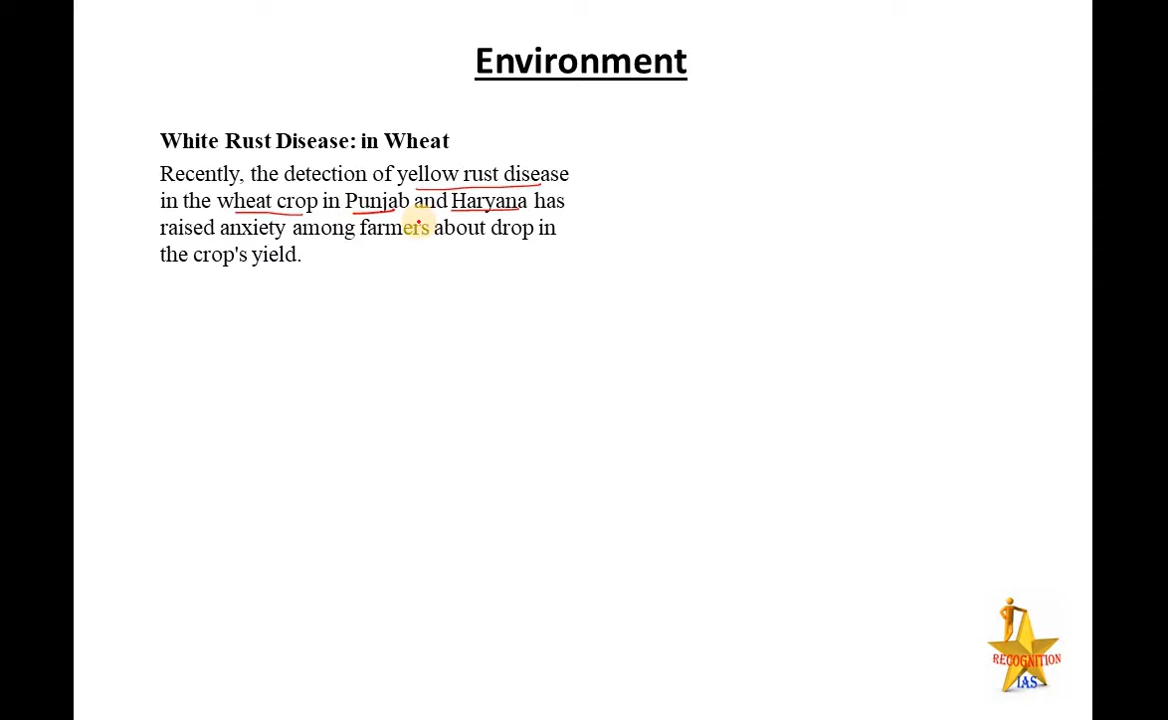 Environment
White Rust Disease: in Wheat
Recently, the detection of yellow rust disease
in the wheat crop in Punjab and Haryana has
raised anxiety among farmers about drop in
the crop's yield.
RECOGNITION
IAS